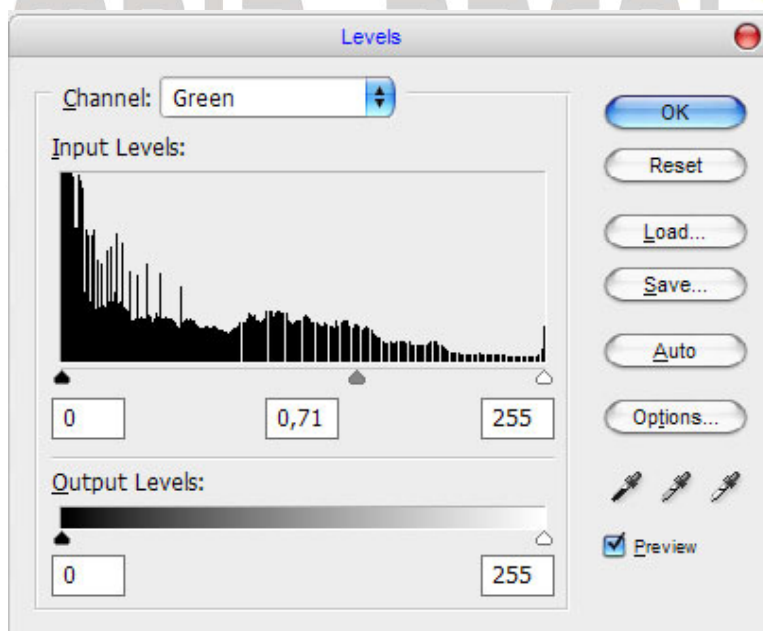 Levels
Channel: Green
OK
Input Levels:
Reset
Load...
Save...
Auto
0 0,71 255
Options...
Output Levels:
Preview
0 255